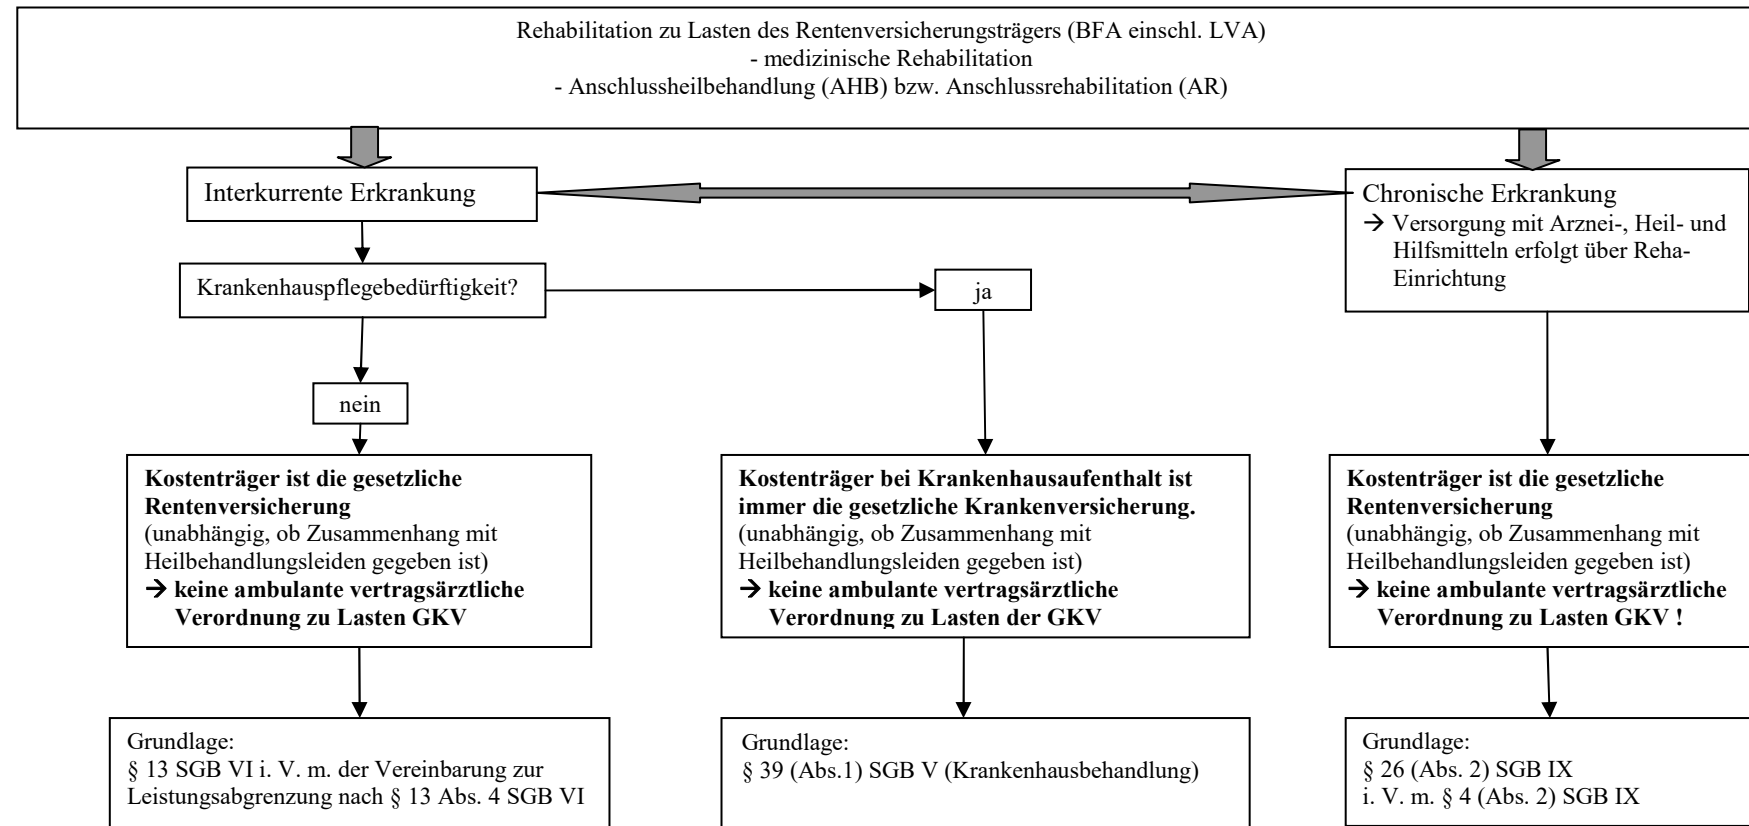 Rehabilitation zu Lasten des Rentenversicherungsträgers (BFA einschl. LVA)
- medizinische Rehabilitation
- Anschlussheilbehandlung (AHB) bzw. Anschlussrehabilitation (AR)
Interkurrente Erkrankung
Chronische Erkrankung
→ Versorgung mit Arznei-, Heil- und
Hilfsmitteln erfolgt über Reha-
Einrichtung
Krankenhauspflegebedürftigkeit?
ja
nein
Kostenträger ist die gesetzliche
Rentenversicherung
(unabhängig, ob Zusammenhang mit
Heilbehandlungsleiden gegeben ist)
→ keine ambulante vertragsärztliche
Verordnung zu Lasten GKV
Kostenträger bei Krankenhausaufenthalt ist
immer die gesetzliche Krankenversicherung.
(unabhängig, ob Zusammenhang mit
Heilbehandlungsleiden gegeben ist)
→ keine ambulante vertragsärztliche
Verordnung zu Lasten der GKV
Kostenträger ist die gesetzliche
Rentenversicherung
(unabhängig, ob Zusammenhang mit
Heilbehandlungsleiden gegeben ist)
→ keine ambulante vertragsärztliche
Verordnung zu Lasten GKV !
Grundlage:
§ 13 SGB VI i. V. m. der Vereinbarung zur
Leistungsabgrenzung nach § 13 Abs. 4 SGB VI
Grundlage:
§ 39 (Abs.1) SGB V (Krankenhausbehandlung)
Grundlage:
§ 26 (Abs. 2) SGB IX
i. V. m. § 4 (Abs. 2) SGB IX